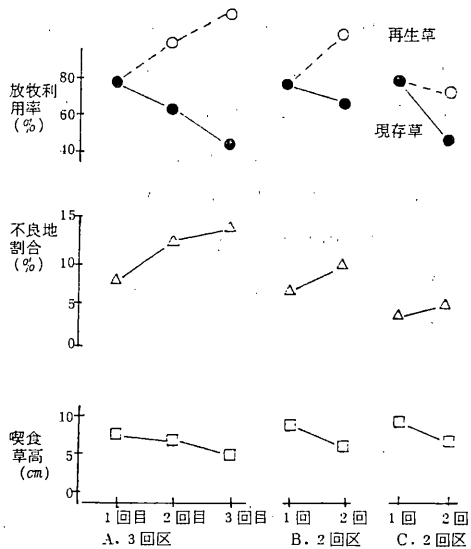 再生草
放牧利
用率
(%)
80
60
40
現存草
不良地
割合
(%)
15
10
5
0
喫食
草高
(cm)
10
5
0
1回目 2回目 3回目 1回 2回 1回 2回
A. 3回区 B. 2回区 C. 2回区